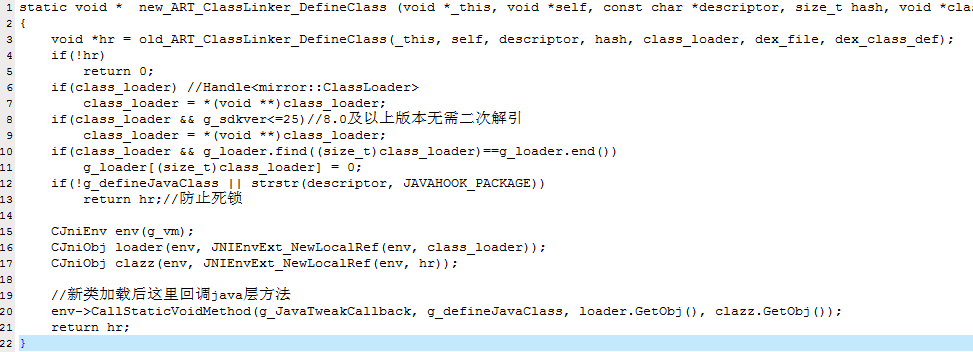 1 static void *  new_ART_ClassLinker_DefineClass (void *_this, void *self, const char *descriptor, size_t hash, void *clas
2 {
3     void *hr = old_ART_ClassLinker_DefineClass(_this, self, descriptor, hash, class_loader, dex_file, dex_class_def);
4     if(!hr)
5         return 0;
6     if(class_loader) //Handle<mirror::ClassLoader>
7         class_loader = *(void **)class_loader;
8     if(class_loader && g_sdkver<=25)//8.0及以上版本无需二次解引
9         class_loader = *(void **)class_loader;
10     if(class_loader && g_loader.find((size_t)class_loader)==g_loader.end())
11         g_loader[(size_t)class_loader] = 0;
12     if(!g_defineJavaClass || strstr(descriptor, JAVAHOOK_PACKAGE))
13         return hr;//防止死锁
14
15     CJniEnv env(g_vm);
16     CJniObj loader(env, JNIEnvExt_NewLocalRef(env, class_loader));
17     CJniObj clazz(env, JNIEnvExt_NewLocalRef(env, hr));
18
19     //新类加载后这里回调java层方法
20     env->CallStaticVoidMethod(g_JavaTweakCallback, g_defineJavaClass, loader.GetObj(), clazz.GetObj());
21     return hr;
22 }